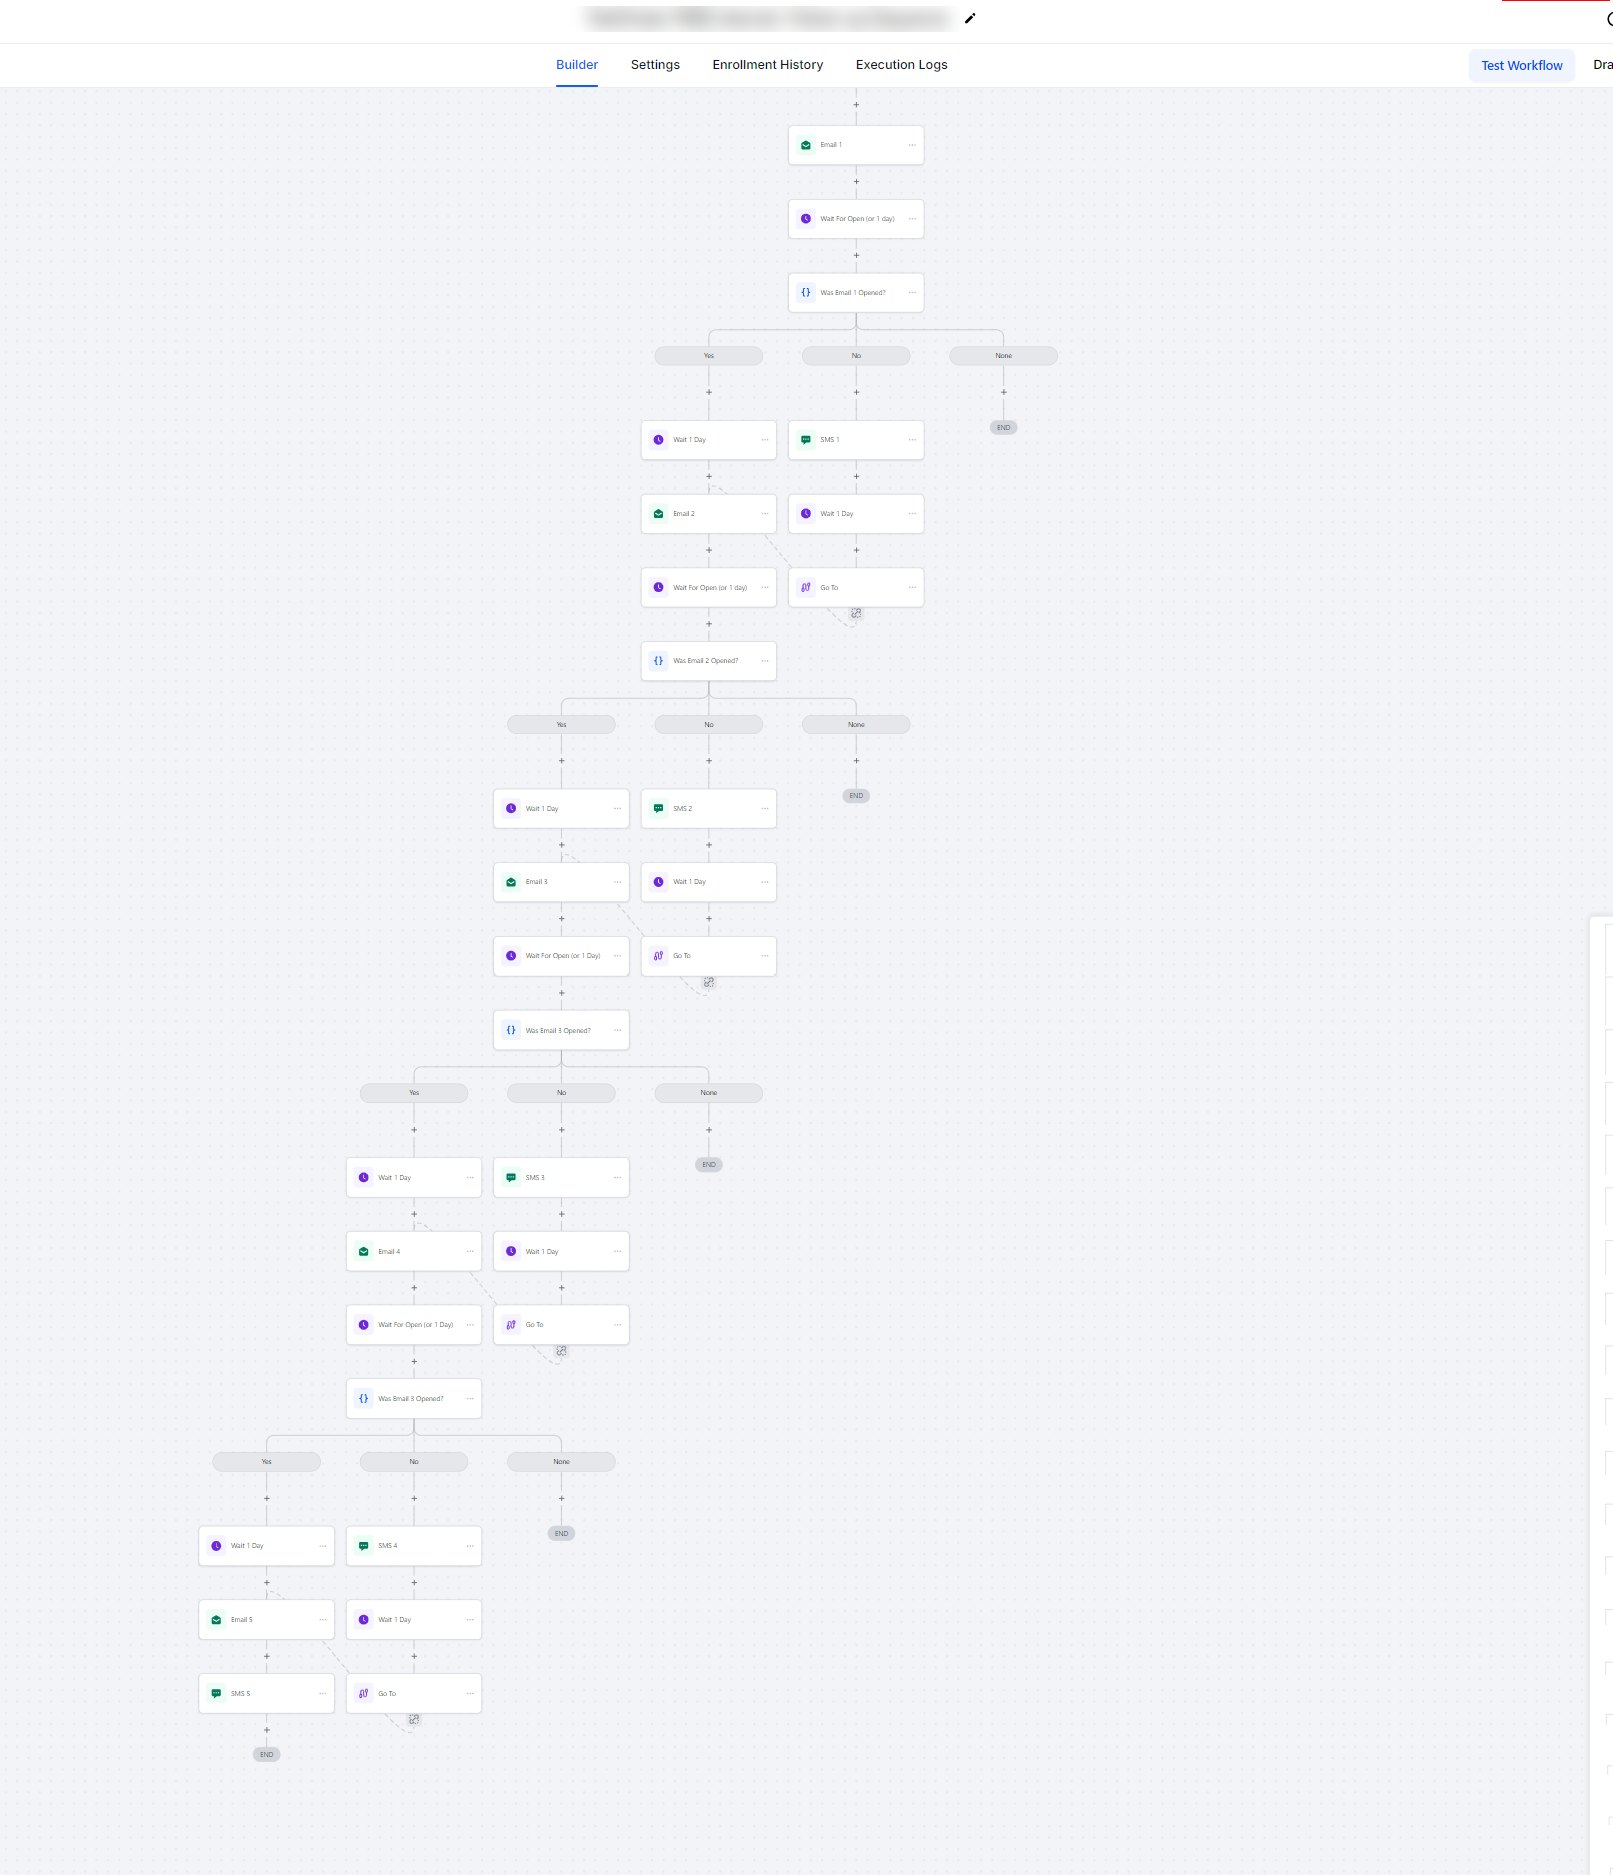 Builder Settings Enrollment History Execution Logs Test Workflow Dra
Email 1
Wait For Open (or 1 day)
Was Email 1 Opened?
Yes No None
END
Wait 1 Day SMS 1
Email 2 Wait 1 Day
Wait For Open (or 1 day) Go To
Was Email 2 Opened?
Yes No None
END
Wait 1 Day SMS 2
Email 3 Wait 1 Day
Wait For Open (or 1 Day) Go To
Was Email 3 Opened?
Yes No None
END
Wait 1 Day SMS 3
Email 4 Wait 1 Day
Wait For Open (or 1 Day) Go To
Was Email 3 Opened?
Yes No None
END
Wait 1 Day SMS 4
Email 5 Wait 1 Day
SMS 5 Go To
END